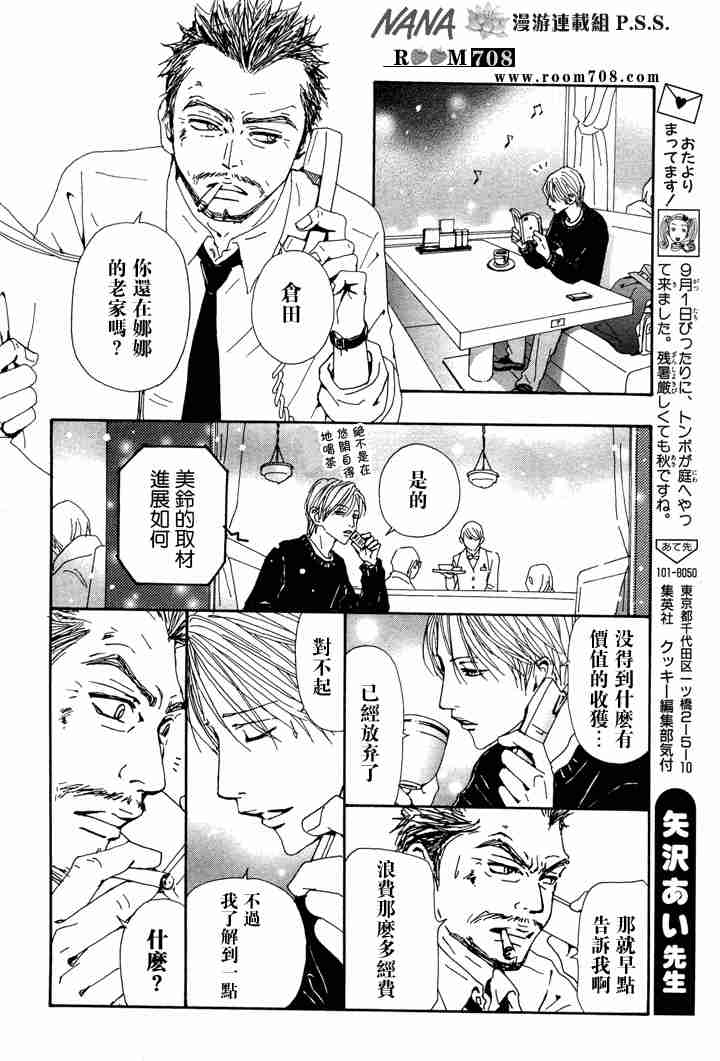 NANA 漫游連載組 P.S.S.
ROOM 708
www.room708.com
倉田
你還在娜娜
的老家嗎？
是的
絕不是在
悠閒自得
地喝茶
美鈴的取材
進展如何
没得到什麽有
價值的收獲…
已經放弃了
那就早點
告訴我啊
浪費那麽多經費
對不起
不過
我了解到一點
什麽？
おたより
まってます！
9月1日ぴったりに、トンボが庭へやっ
て来ました。残暑厳しくても秋ですね。
あて先
101-8050
東京都千代田区一ツ橋2-5-10
集英社 クッキー編集部気付
矢沢あい先生